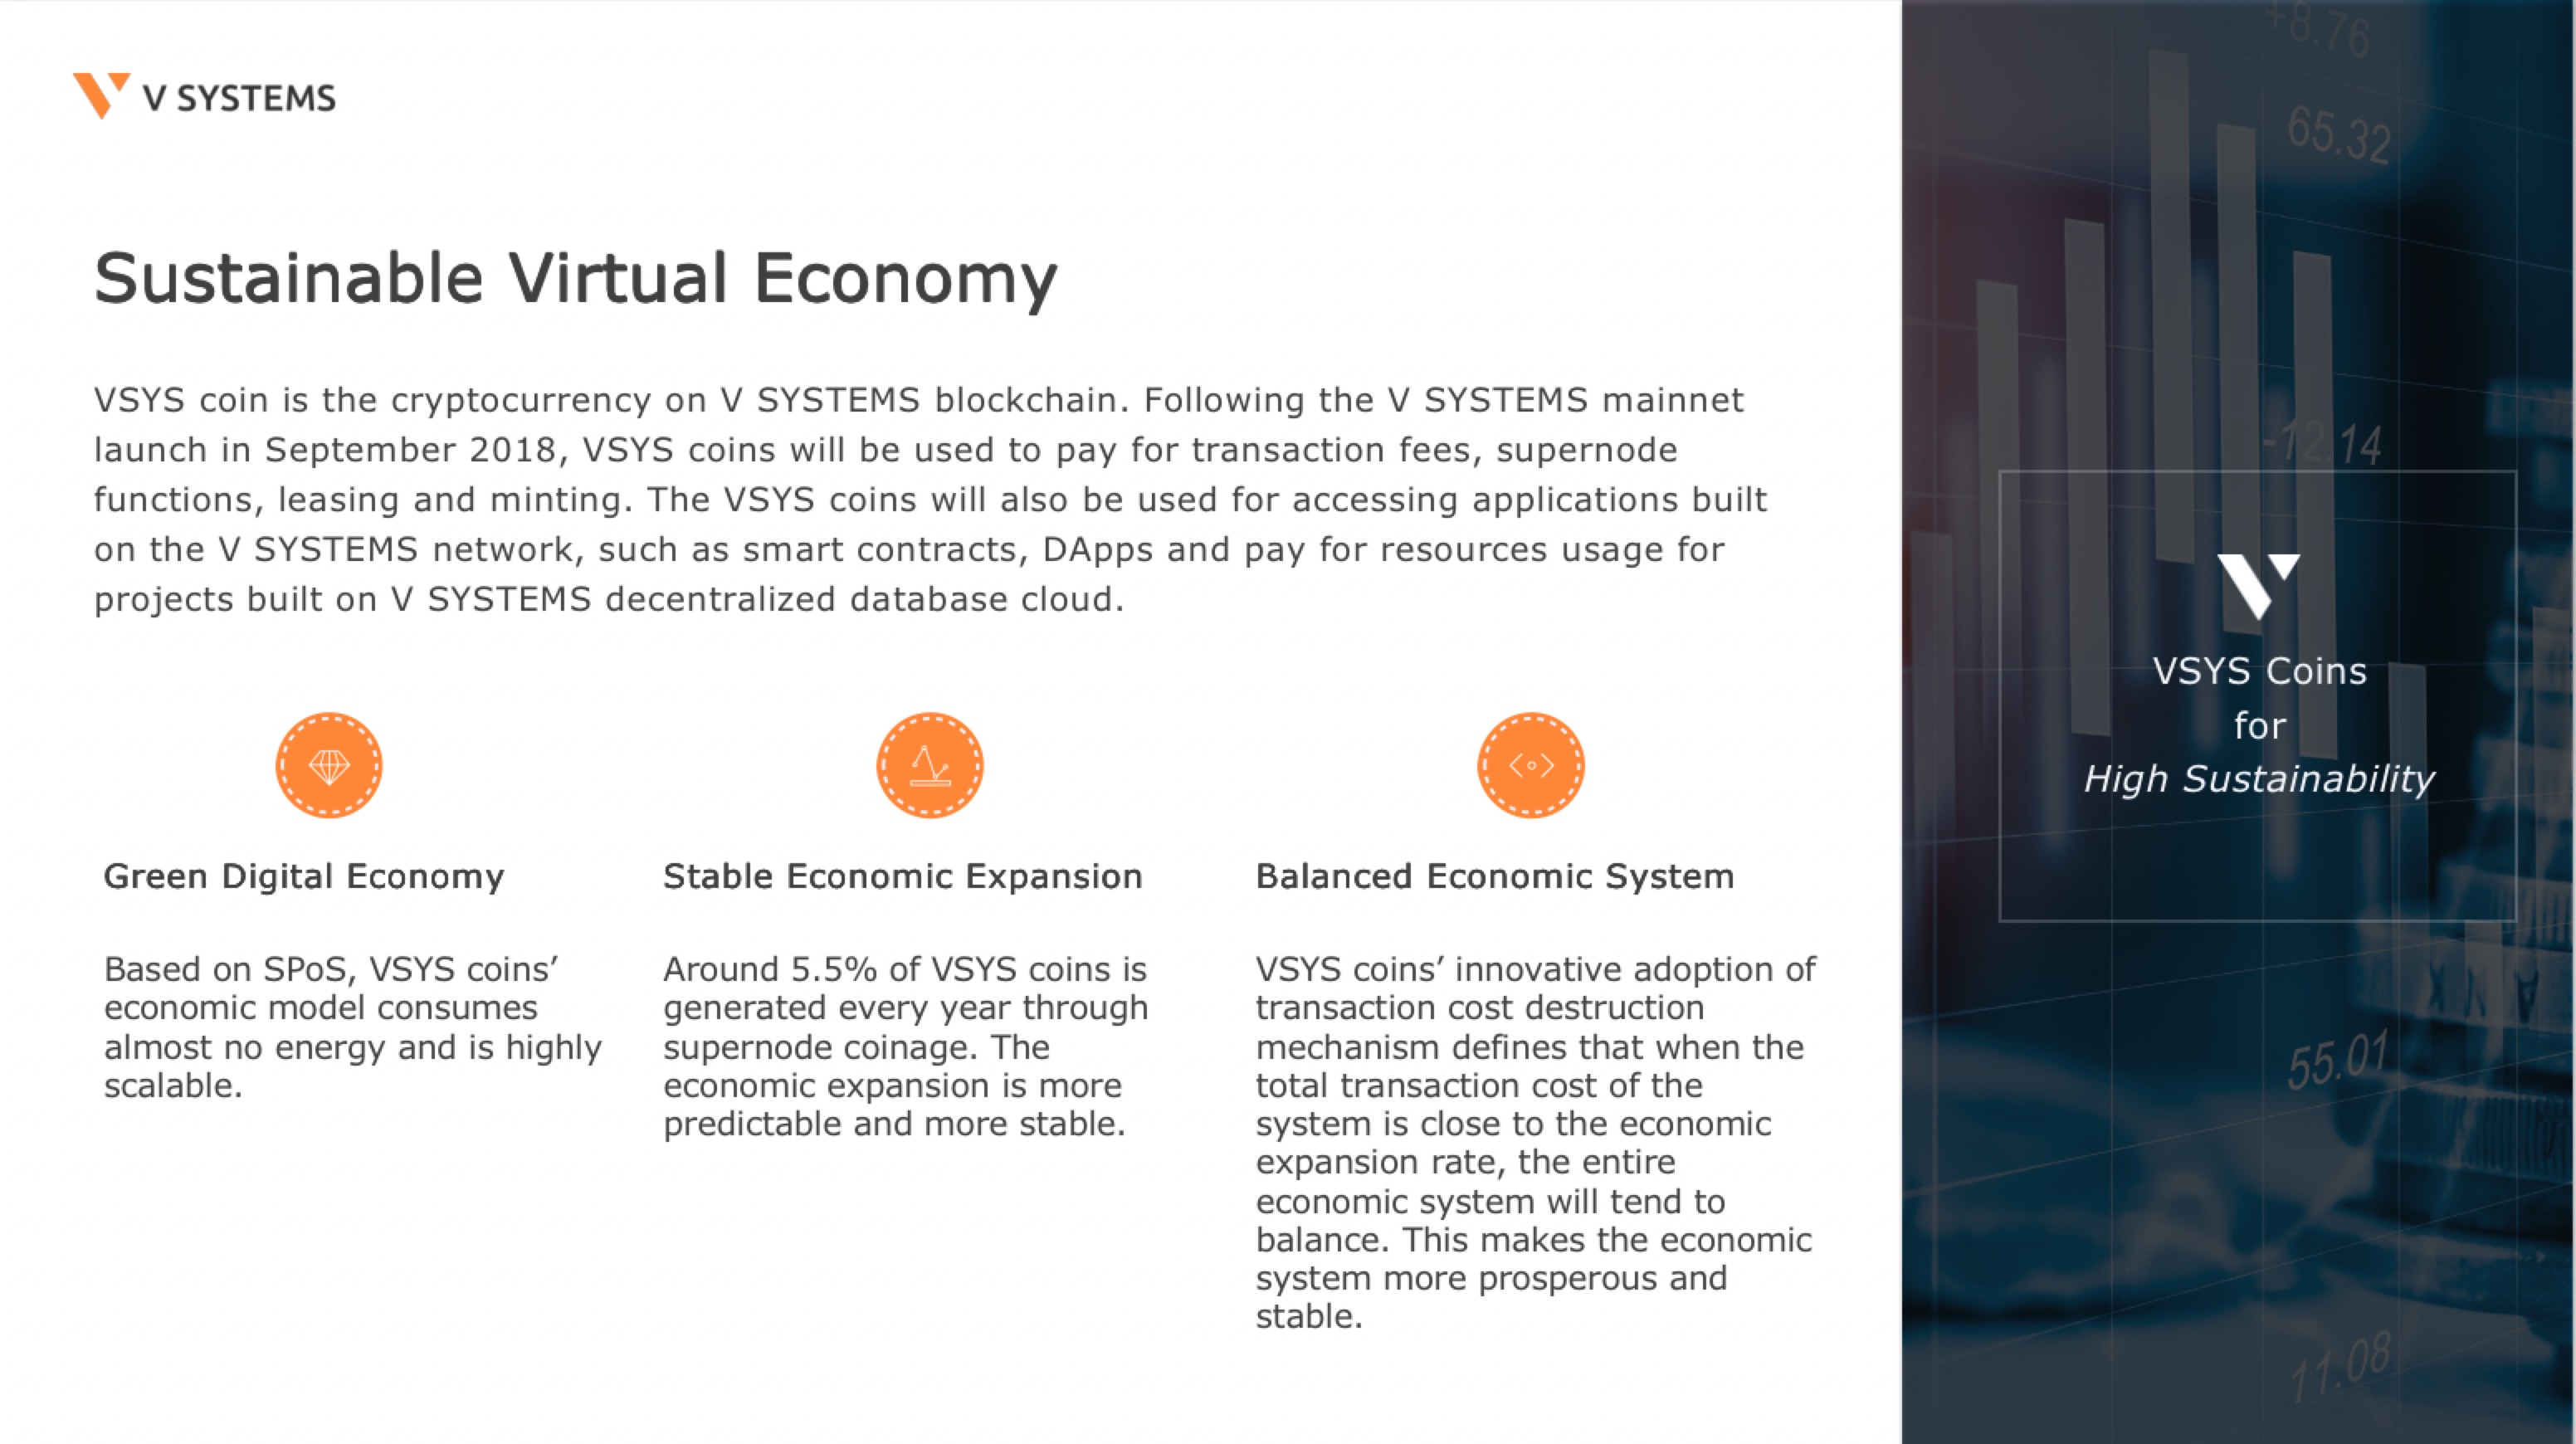 V SYSTEMS
Sustainable Virtual Economy
VSYS coin is the cryptocurrency on V SYSTEMS blockchain. Following the V SYSTEMS mainnet
launch in September 2018, VSYS coins will be used to pay for transaction fees, supernode
functions, leasing and minting. The VSYS coins will also be used for accessing applications built
on the V SYSTEMS network, such as smart contracts, DApps and pay for resources usage for
projects built on V SYSTEMS decentralized database cloud.
Green Digital Economy
Based on SPoS, VSYS coins’
economic model consumes
almost no energy and is highly
scalable.
Stable Economic Expansion
Around 5.5% of VSYS coins is
generated every year through
supernode coinage. The
economic expansion is more
predictable and more stable.
Balanced Economic System
VSYS coins’ innovative adoption of
transaction cost destruction
mechanism defines that when the
total transaction cost of the
system is close to the economic
expansion rate, the entire
economic system will tend to
balance. This makes the economic
system more prosperous and
stable.
+8.76
65.32
-12.14
VSYS Coins
for
High Sustainability
55.01
11.08